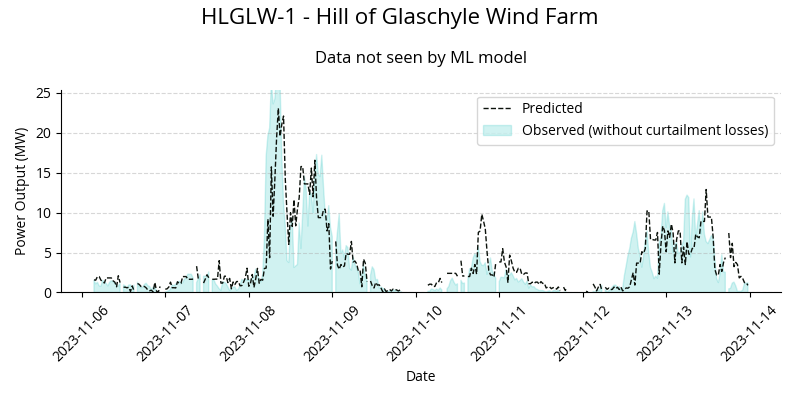 HLGLW-1 - Hill of Glaschyle Wind Farm
Data not seen by ML model
Power Output (MW)
25
20
15
10
5
0
Predicted
Observed (without curtailment losses)
2023-11-06
2023-11-07
2023-11-08
2023-11-09
2023-11-10
2023-11-11
2023-11-12
2023-11-13
2023-11-14
Date